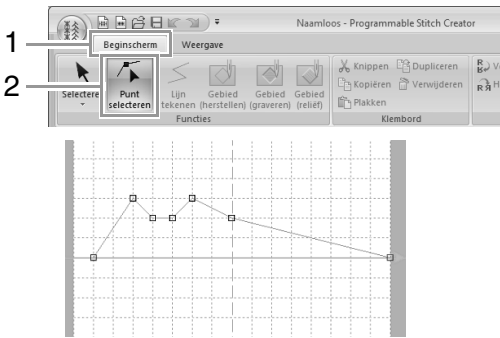 Naamloos - Programmable Stitch Creator
1
Beginscherm Weergave
2
Selecteren
Punt selecteren
Lijn tekenen
Gebied (herstellen)
Gebied (graveren)
Gebied (reliëf)
Functies
Knippen Dupliceren
Kopiëren Verwijderen
Plakken
Klembord